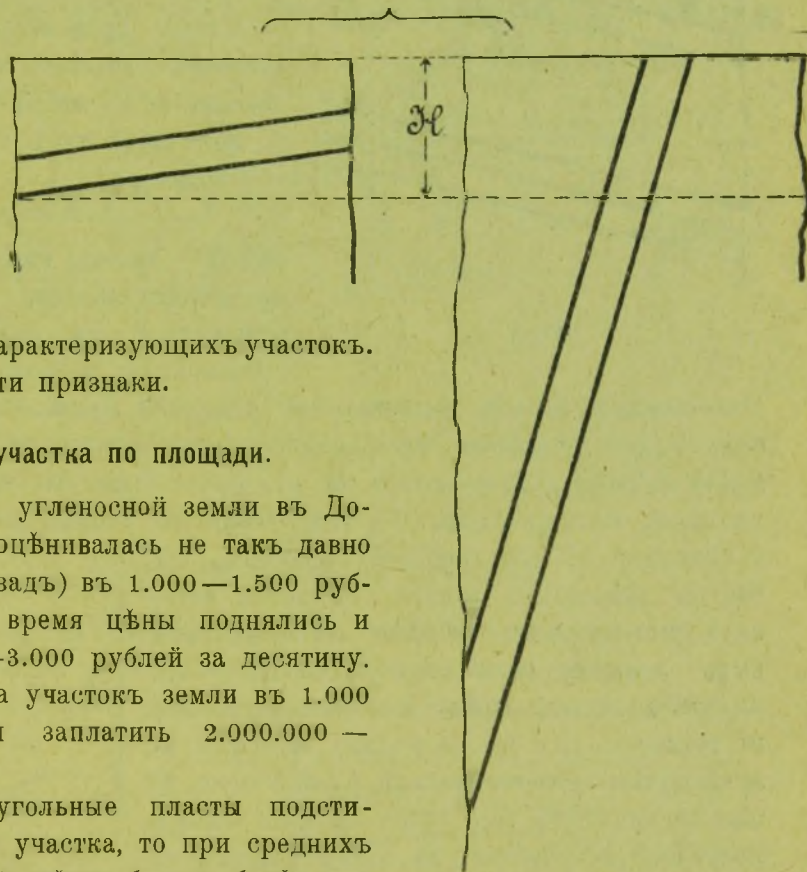 H
арактеризующихъ участокъ.
ти признаки.
участка по площади.
угленосной земли въ До-
оцѣнивалась не такъ давно
задъ) въ 1.000—1.500 руб-
время цѣны поднялись и
-3.000 рублей за десятину.
а участокъ земли въ 1.000
и заплатить 2.000.000 —
угольные пласты подсти-
участка, то при среднихъ